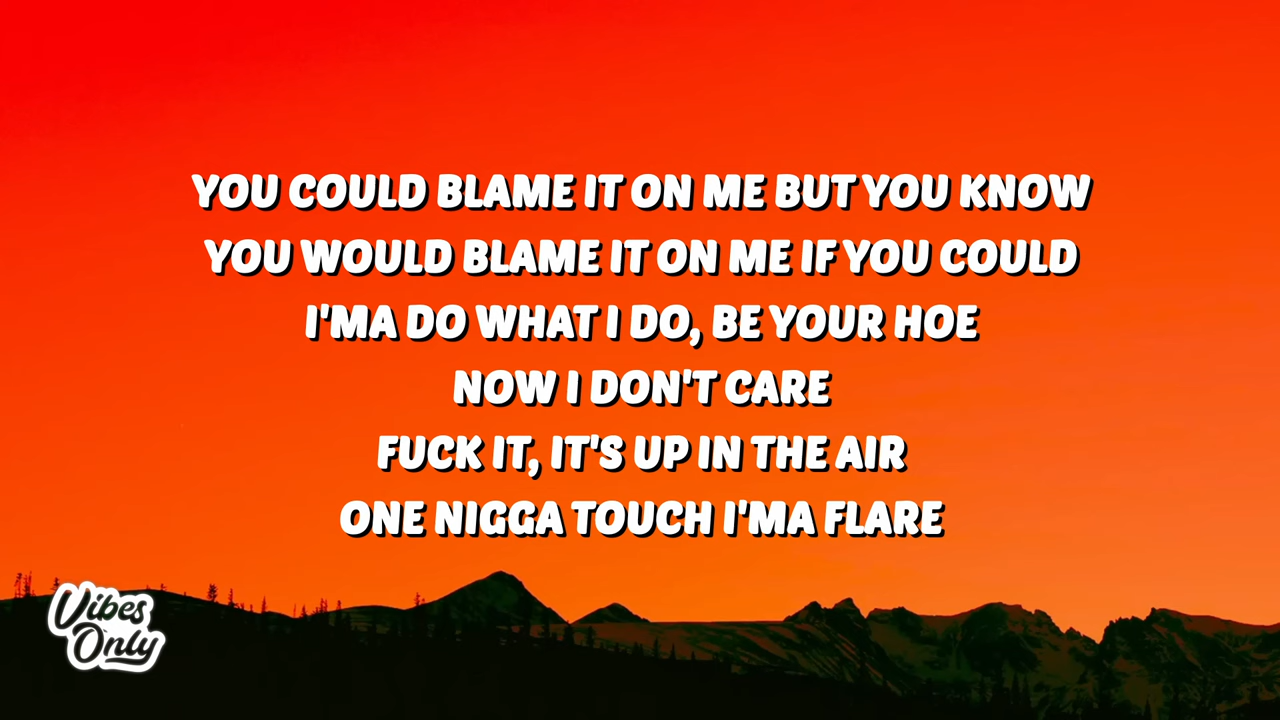 YOU COULD BLAME IT ON ME BUT YOU KNOW
YOU WOULD BLAME IT ON ME IF YOU COULD
I'MA DO WHAT I DO, BE YOUR HOE
NOW I DON'T CARE
FUCK IT, IT'S UP IN THE AIR
ONE NIGGA TOUCH I'MA FLARE
Vibes
Only